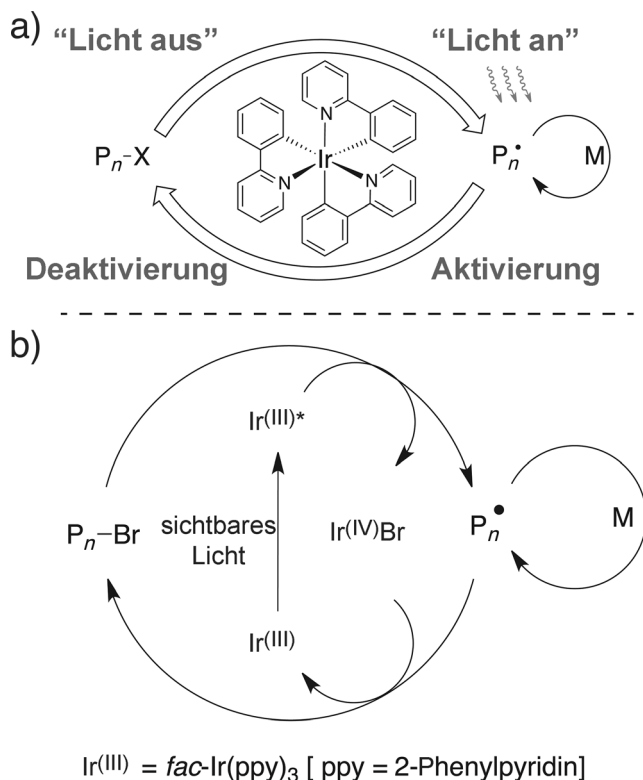 a)
“Licht aus”
“Licht an”
N
Pn-X
Ir
Pn•
M
N
N
Deaktivierung
Aktivierung
b)
Ir(III)*
Pn–Br
sichtbares
Licht
Ir(IV)Br
Pn•
M
Ir(III)
Ir(III) = fac-Ir(ppy)3 [ ppy = 2-Phenylpyridin]